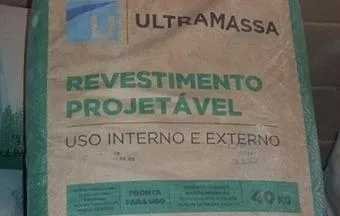 ULTRAMASSA
REVESTIMENTO
PROJETÁVEL
USO INTERNO E EXTERNO
PRONTA
PARA USO
40 KG